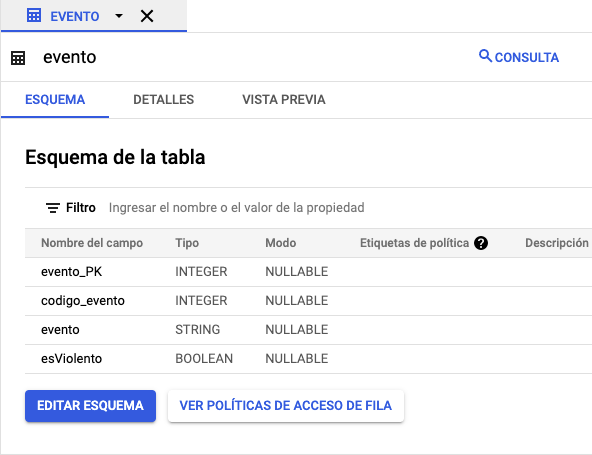 EVENTO
evento
CONSULTA
ESQUEMA DETALLES VISTA PREVIA
Esquema de la tabla
Filtro Ingresar el nombre o el valor de la propiedad
Nombre del campo Tipo Modo Etiquetas de política ? Descripción
evento_PK INTEGER NULLABLE
codigo_evento INTEGER NULLABLE
evento STRING NULLABLE
esViolento BOOLEAN NULLABLE
EDITAR ESQUEMA VER POLÍTICAS DE ACCESO DE FILA